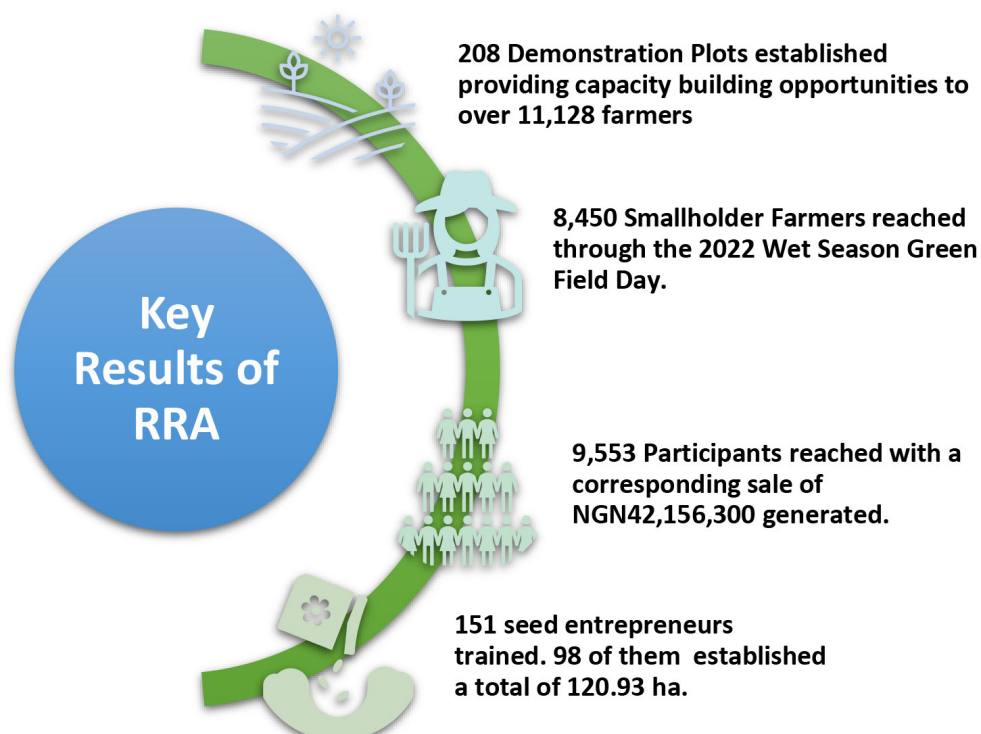 Key
Results of
RRA
208 Demonstration Plots established
providing capacity building opportunities to
over 11,128 farmers
8,450 Smallholder Farmers reached
through the 2022 Wet Season Green
Field Day.
9,553 Participants reached with a
corresponding sale of
NGN42,156,300 generated.
151 seed entrepreneurs
trained. 98 of them  established
a total of 120.93 ha.